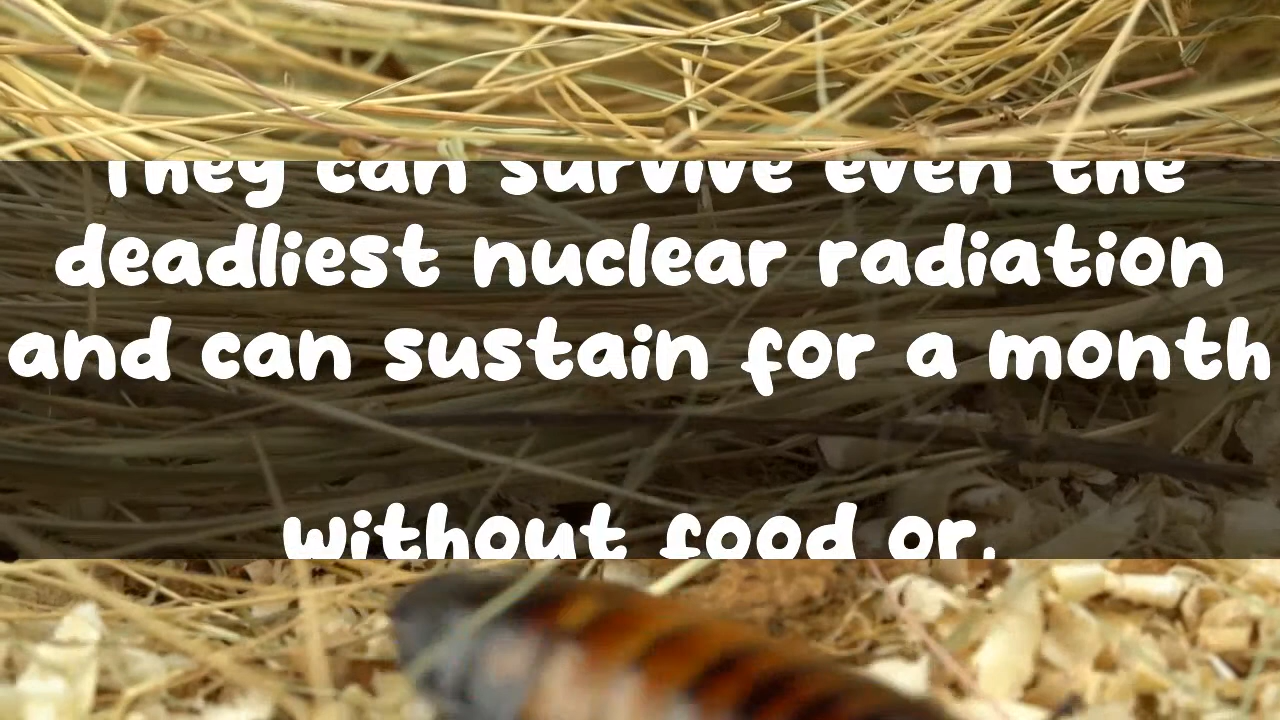 They can survive even the
deadliest nuclear radiation
and can sustain for a month
without food or.